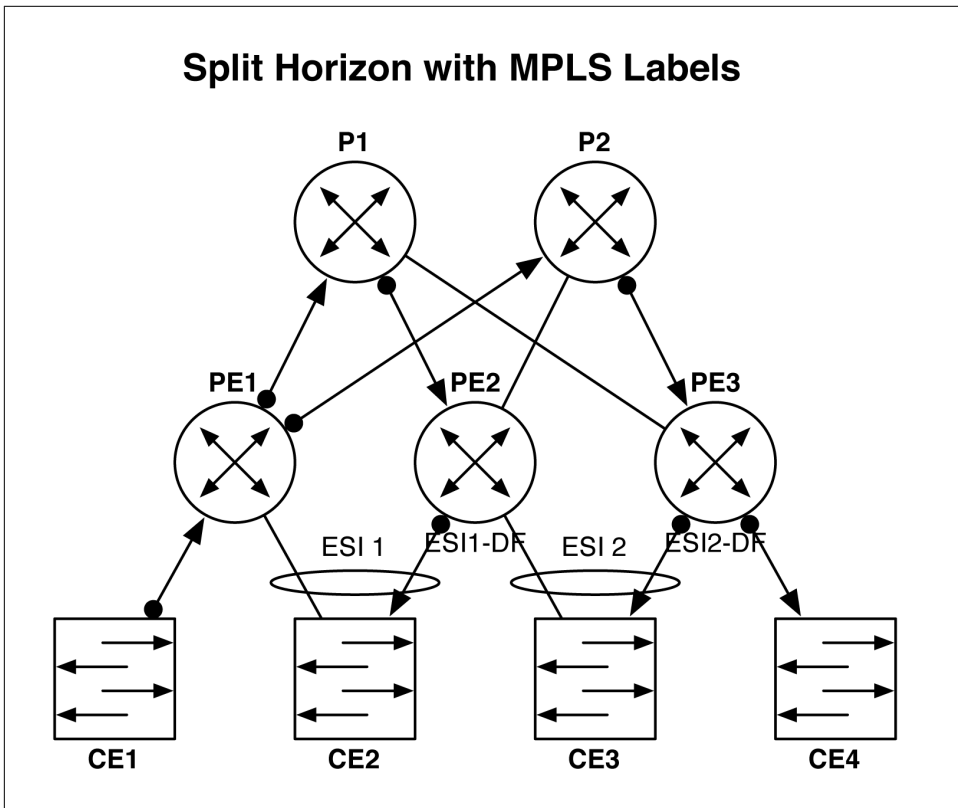 Split Horizon with MPLS Labels
P1
P2
PE1
PE2
PE3
ESI 1
ESI1-DF
ESI 2
ESI2-DF
CE1
CE2
CE3
CE4